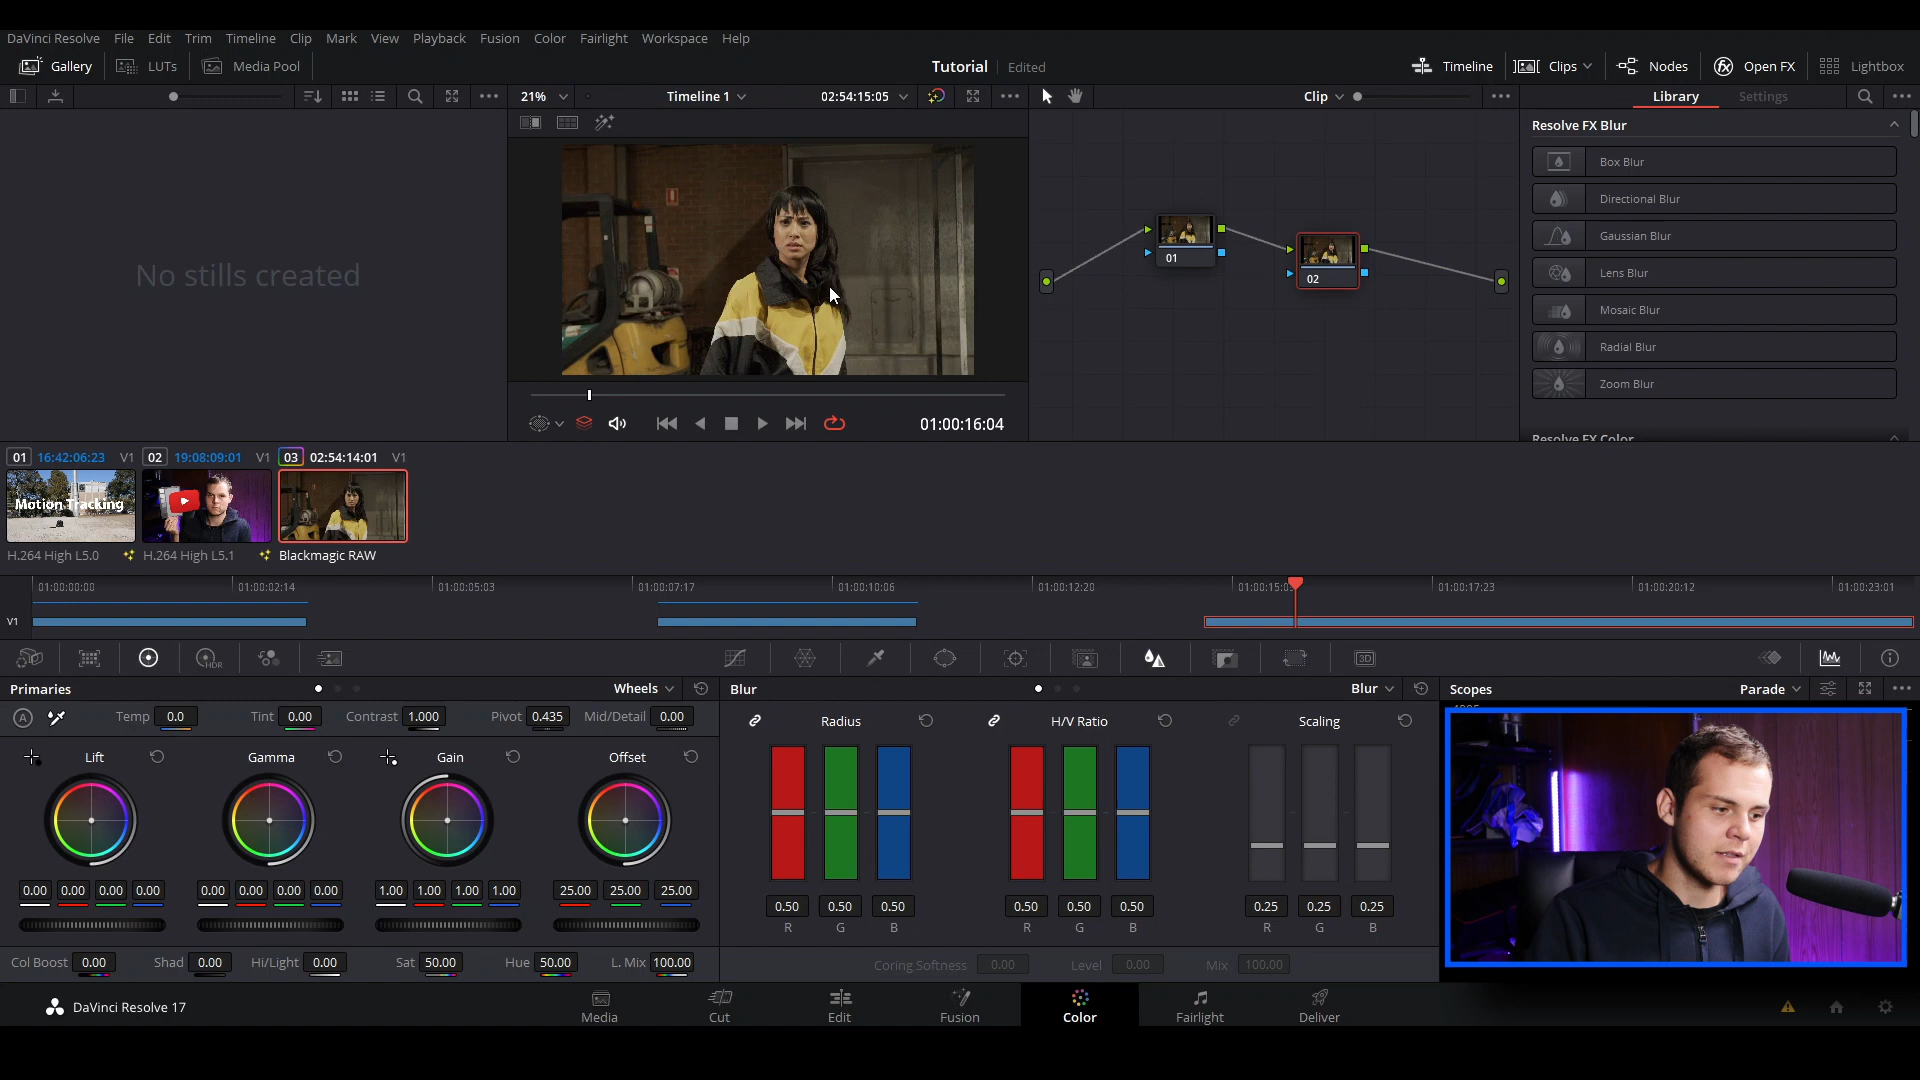 DaVinci Resolve File Edit Trim Timeline Clip Mark View Playback Fusion Color Fairlight Workspace Help
Gallery LUTs Media Pool Tutorial Edited Timeline Clips Nodes fx Open FX Lightbox
21% Timeline 1 02:54:15:05 Clip Library Settings
Resolve FX Blur
Box Blur
Directional Blur
Gaussian Blur
Lens Blur
Mosaic Blur
Radial Blur
Zoom Blur
Resolve FX Color
No stills created
01
02
01:00:16:04
01 16:42:06:23 V1 02 19:08:09:01 V1 03 02:54:14:01 V1
Motion Tracking
H.264 High L5.0 H.264 High L5.1 Blackmagic RAW
01:00:00:00 01:00:02:14 01:00:05:03 01:00:07:17 01:00:10:06 01:00:12:20 01:00:15:0 01:00:17:23 01:00:20:12 01:00:23:01
V1
HDR 3D
Primaries Wheels Blur Blur Scopes Parade
A Temp 0.0 Tint 0.00 Contrast 1.000 Pivot 0.435 Mid/Detail 0.00 Radius H/V Ratio Scaling
Lift Gamma Gain Offset
0.00 0.00 0.00 0.00 0.00 0.00 0.00 0.00 1.00 1.00 1.00 1.00 25.00 25.00 25.00
0.50 0.50 0.50 0.50 0.50 0.50 0.25 0.25 0.25
R G B R G B R G B
Col Boost 0.00 Shad 0.00 Hi/Light 0.00 Sat 50.00 Hue 50.00 L. Mix 100.00 Coring Softness 0.00 Level 0.00 Mix 100.00
DaVinci Resolve 17 Media Cut Edit Fusion Color Fairlight Deliver